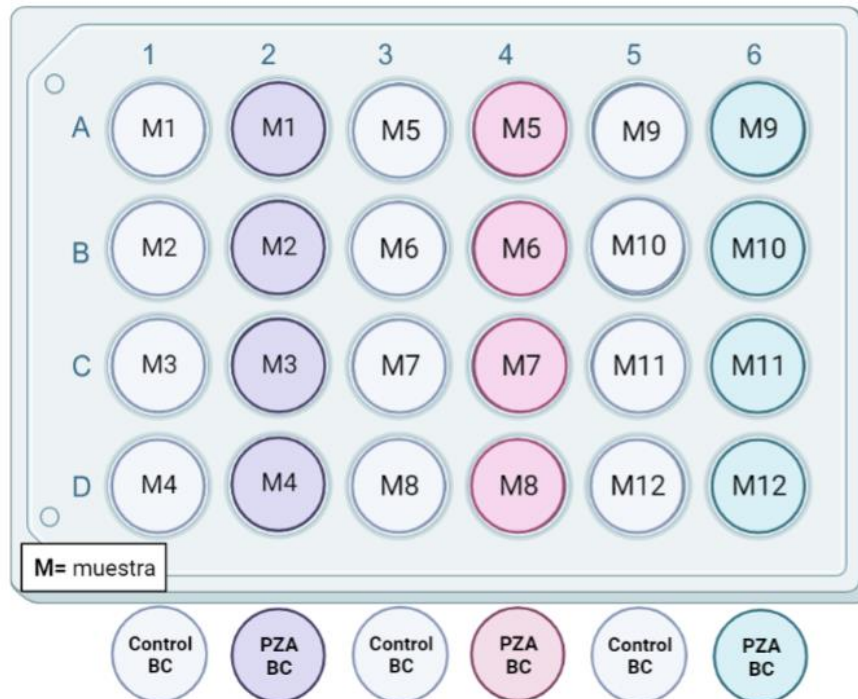 1 2 3 4 5 6
A M1 M1 M5 M5 M9 M9
B M2 M2 M6 M6 M10 M10
C M3 M3 M7 M7 M11 M11
D M4 M4 M8 M8 M12 M12
M= muestra
Control PZA Control PZA Control PZA
BC BC BC BC BC BC